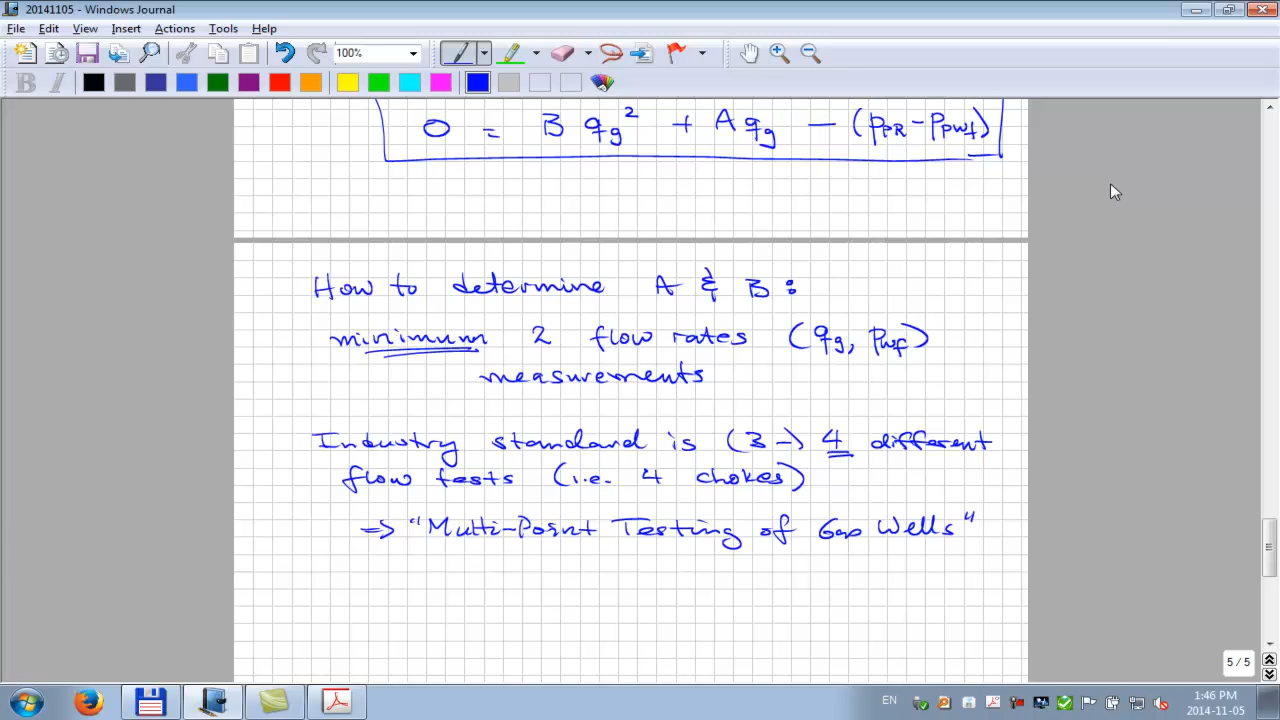 20141105 - Windows Journal
File Edit View Insert Actions Tools Help
100%
B I
0 = B qg² + A qg - (ppR - ppwf)
How to determine A & B:
minimum 2 flow rates (qg, pwf)
measurements
Industry standard is (3-) 4 different
flow tests (i.e. 4 chokes)
=> "Multi-Point Testing of Gas Wells"
5 / 5
EN
1:46 PM
2014-11-05